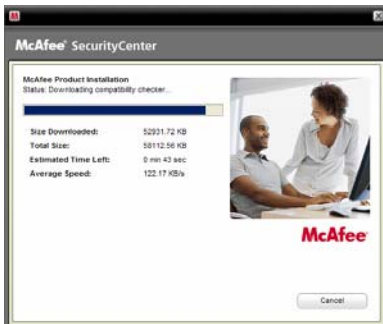 McAfee® SecurityCenter
McAfee Product Installation
Status: Downloading compatibility checker...
Size Downloaded: 52931.72 KB
Total Size: 58112.56 KB
Estimated Time Left: 0 min 43 sec
Average Speed: 122.17 KB/s
McAfee®
Cancel